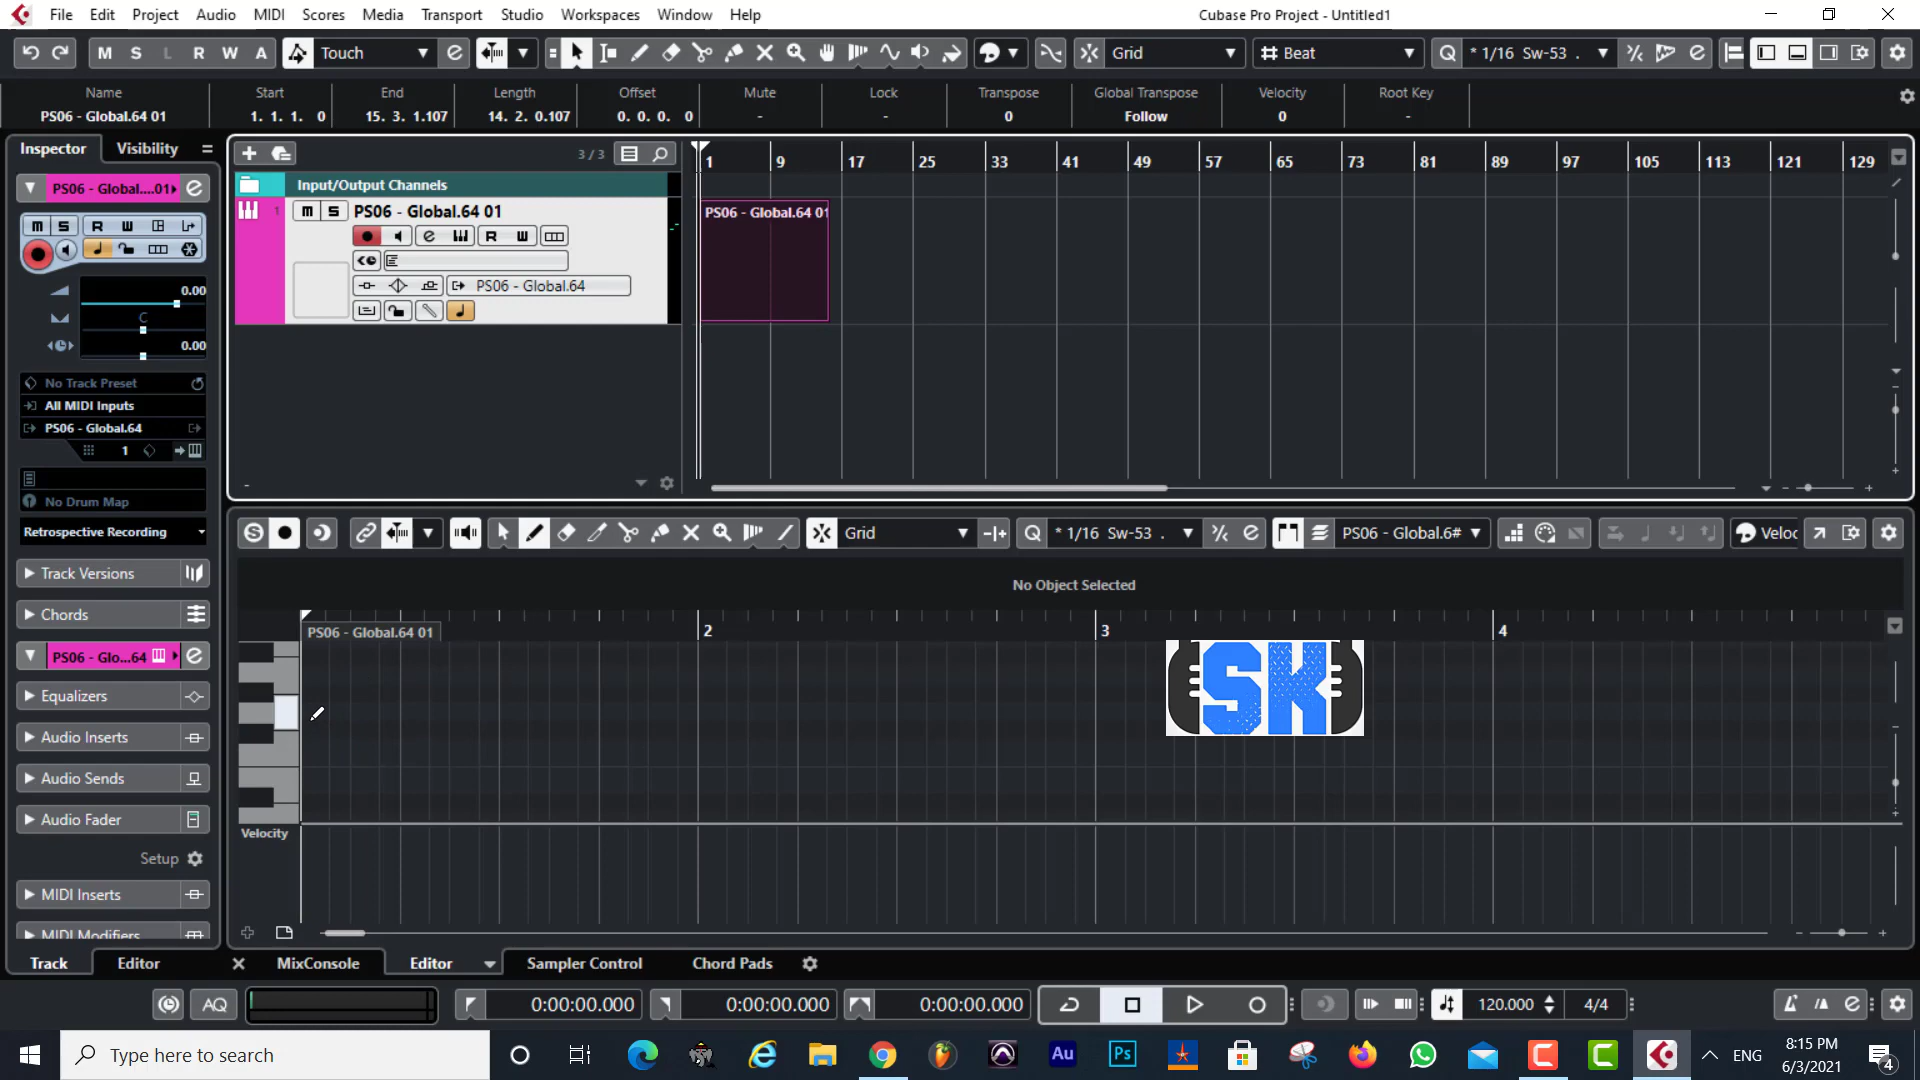 File Edit Project Audio MIDI Scores Media Transport Studio Workspaces Window Help Cubase Pro Project - Untitled1
M S L R W A Touch Grid Beat Q * 1/16 Sw-53 .
Name Start End Length Offset Mute Lock Transpose Global Transpose Velocity Root Key
PS06 - Global.64 01 1. 1. 1. 0 15. 3. 1.107 14. 2. 0.107 0. 0. 0. 0 - - 0 Follow 0 -
Inspector Visibility 3 / 3 1 9 17 25 33 41 49 57 65 73 81 89 97 105 113 121 129
PS06 - Global....01 Input/Output Channels
1 m S PS06 - Global.64 01 PS06 - Global.64 01
m S R W
R W
0.00
C PS06 - Global.64
0.00
No Track Preset
All MIDI Inputs
PS06 - Global.64
1
No Drum Map
Retrospective Recording
S Grid Q * 1/16 Sw-53 . PS06 - Global.6# Veloc
Track Versions
No Object Selected
Chords
PS06 - Global.64 01 2 3 4
PS06 - Glo...64
SK
Equalizers
Audio Inserts
Audio Sends
Audio Fader
Velocity
Setup
MIDI Inserts
MIDI Modifiers
Track Editor MixConsole Editor Sampler Control Chord Pads
AQ 0:00:00.000 0:00:00.000 0:00:00.000 120.000 4/4
Type here to search Au Ps ENG 8:15 PM
6/3/2021 4